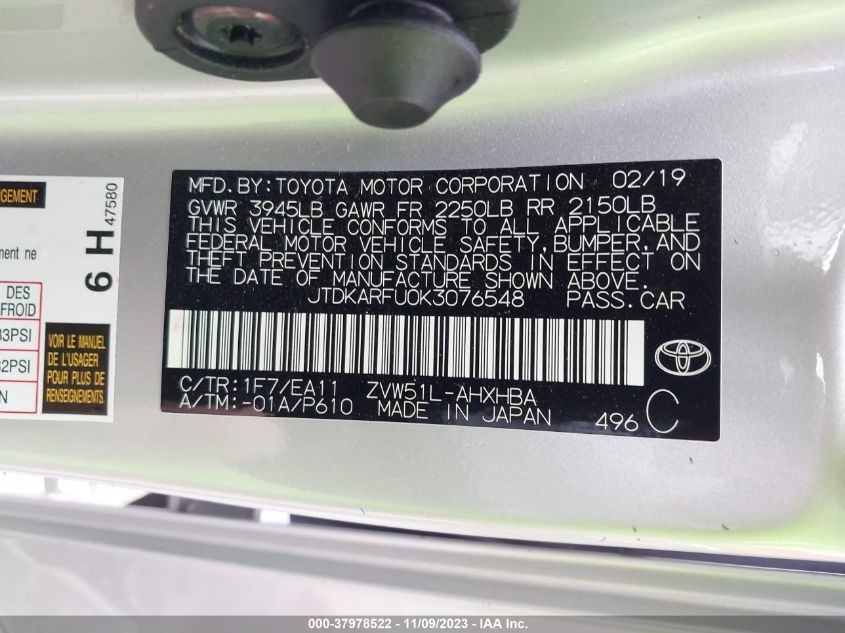 RGEMENT
ment ne
DES
FROID
33PSI
32PSI
N
6 H 47580
VOIR LE MANUEL
DE L'USAGER
POUR PLUS DE
RENSEIGNEMENTS.
MFD. BY: TOYOTA MOTOR CORPORATION 02/19
GVWR 3945LB GAWR FR 2250LB RR 2150LB
THIS VEHICLE CONFORMS TO ALL APPLICABLE
FEDERAL MOTOR VEHICLE SAFETY, BUMPER, AND
THEFT PREVENTION STANDARDS IN EFFECT ON
THE DATE OF MANUFACTURE SHOWN ABOVE.
JTDKARFU0K3076548 PASS. CAR
C/TR: 1F7/EA11 ZVW51L-AHXHBA
A/TM: -01A/P610 MADE IN JAPAN 496 C
000-37978522 - 11/09/2023 - IAA Inc.